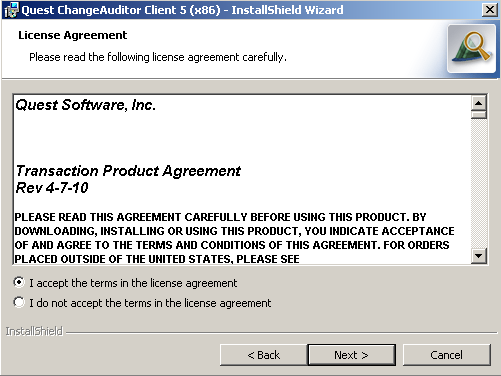 Quest ChangeAuditor Client 5 (x86) - InstallShield Wizard
License Agreement
Please read the following license agreement carefully.
Quest Software, Inc.
Transaction Product Agreement
Rev 4-7-10
PLEASE READ THIS AGREEMENT CAREFULLY BEFORE USING THIS PRODUCT. BY
DOWNLOADING, INSTALLING OR USING THIS PRODUCT, YOU INDICATE ACCEPTANCE
OF AND AGREE TO THE TERMS AND CONDITIONS OF THIS AGREEMENT. FOR ORDERS
PLACED OUTSIDE OF THE UNITED STATES, PLEASE SEE
I accept the terms in the license agreement
I do not accept the terms in the license agreement
InstallShield
< Back
Next >
Cancel